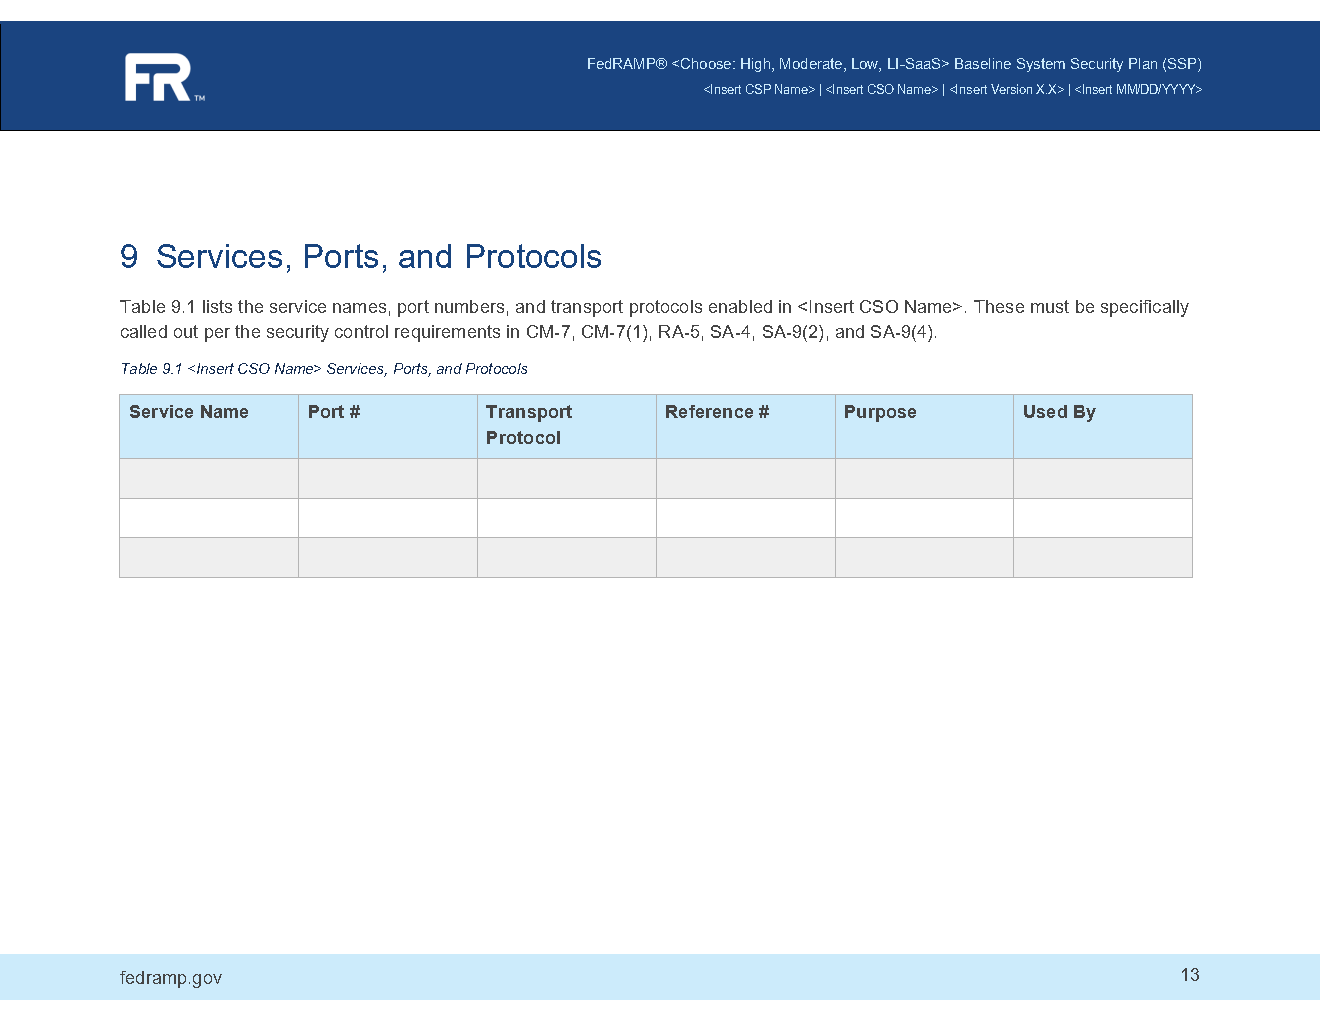 FR™
FedRAMP® <Choose: High, Moderate, Low, LI-SaaS> Baseline System Security Plan (SSP)
<Insert CSP Name> | <Insert CSO Name> | <Insert Version X.X> | <Insert MM/DD/YYYY>
9 Services, Ports, and Protocols
Table 9.1 lists the service names, port numbers, and transport protocols enabled in <Insert CSO Name>. These must be specifically
called out per the security control requirements in CM-7, CM-7(1), RA-5, SA-4, SA-9(2), and SA-9(4).
Table 9.1 <Insert CSO Name> Services, Ports, and Protocols
Service Name Port # Transport Reference # Purpose Used By
Protocol
fedramp.gov 13